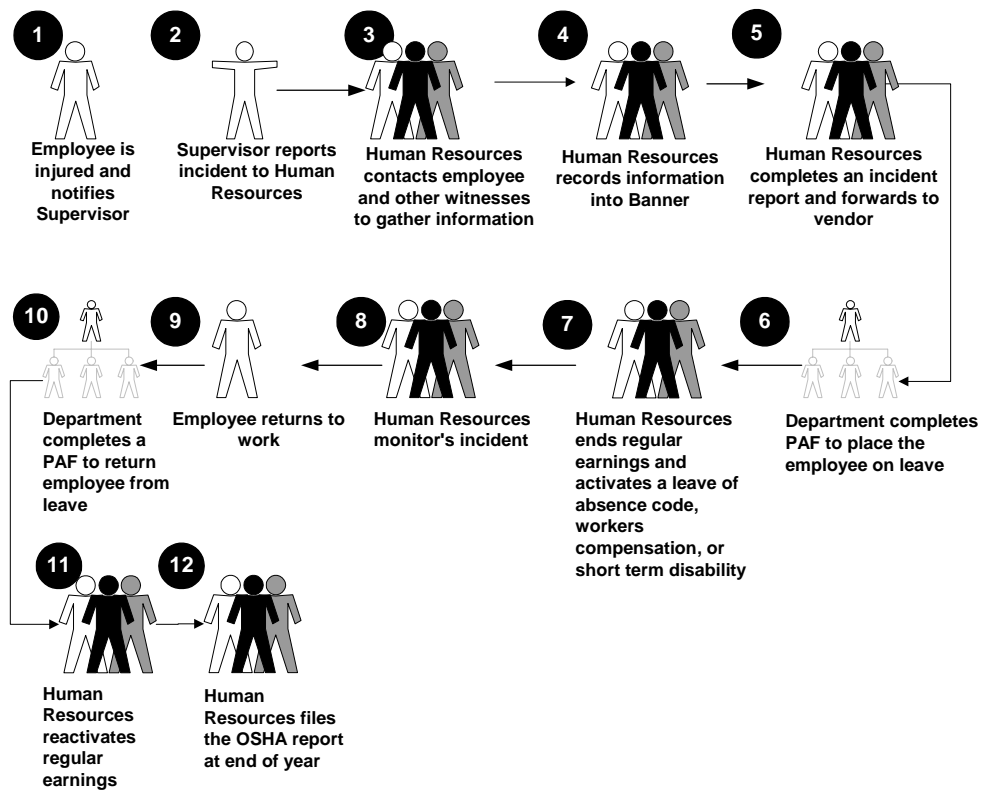 1
Employee is
injured and
notifies
Supervisor
2
Supervisor reports
incident to Human
Resources
3
Human Resources
contacts employee
and other witnesses
to gather information
4
Human Resources
records information
into Banner
5
Human Resources
completes an incident
report and forwards to
vendor
6
Department completes
PAF to place the
employee on leave
7
Human Resources
ends regular
earnings and
activates a leave of
absence code,
workers
compensation, or
short term disability
8
Human Resources
monitor's incident
9
Employee returns to
work
10
Department
completes a
PAF to return
employee from
leave
11
Human
Resources
reactivates
regular
earnings
12
Human
Resources files
the OSHA report
at end of year